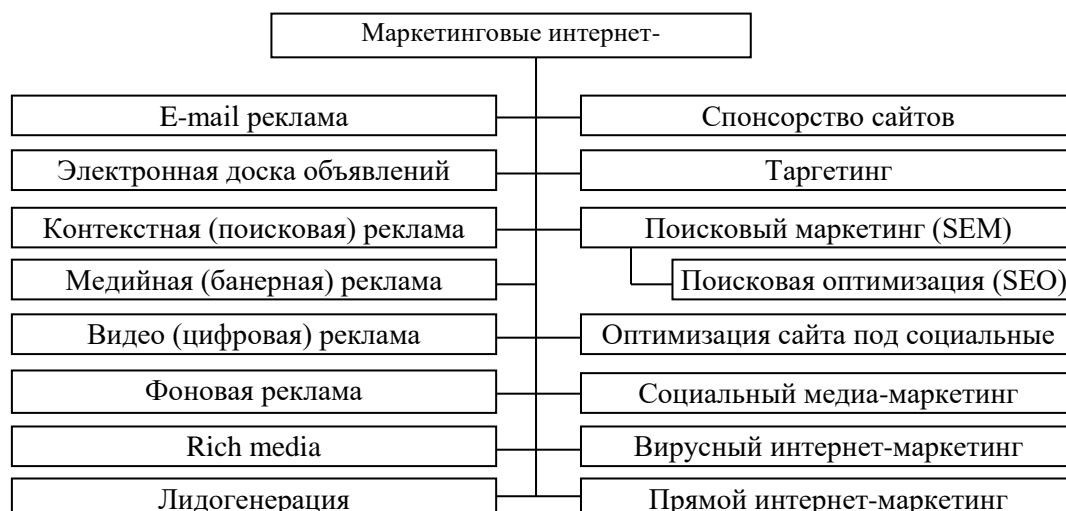 Маркетинговые интернет-
E-mail реклама
Электронная доска объявлений
Контекстная (поисковая) реклама
Медийная (банерная) реклама
Видео (цифровая) реклама
Фоновая реклама
Rich media
Лидогенерация
Спонсорство сайтов
Таргетинг
Поисковый маркетинг (SEM)
Поисковая оптимизация (SEO)
Оптимизация сайта под социальные
Социальный медиа-маркетинг
Вирусный интернет-маркетинг
Прямой интернет-маркетинг